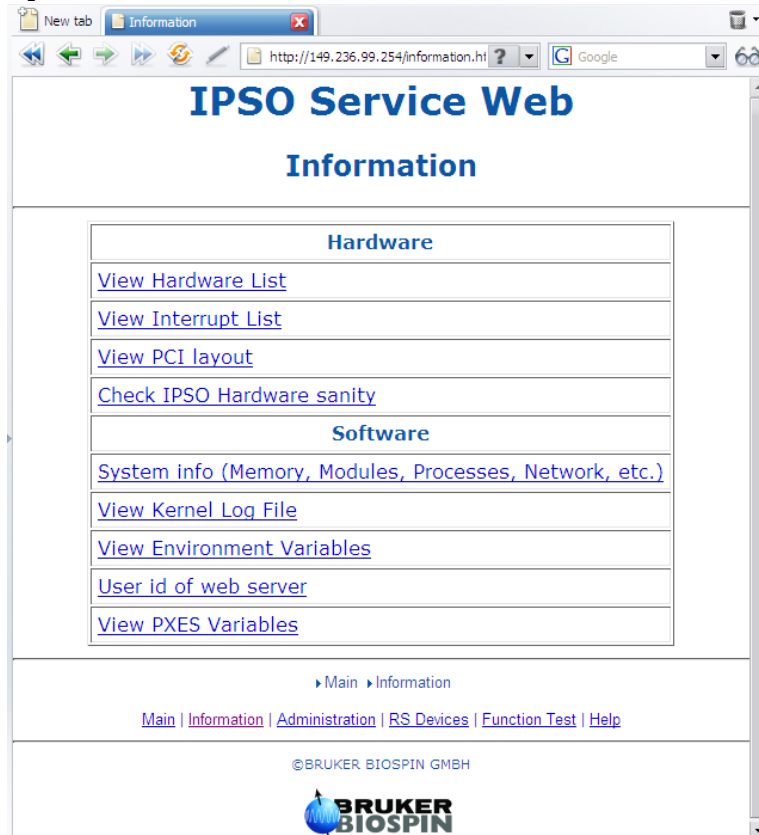 New tab
Information
http://149.236.99.254/information.ht
?
G Google
IPSO Service Web
Information
Hardware
View Hardware List
View Interrupt List
View PCI layout
Check IPSO Hardware sanity
Software
System info (Memory, Modules, Processes, Network, etc.)
View Kernel Log File
View Environment Variables
User id of web server
View PXES Variables
Main Information
Main | Information | Administration | RS Devices | Function Test | Help
©BRUKER BIOSPIN GMBH
BRUKER
BIOSPIN